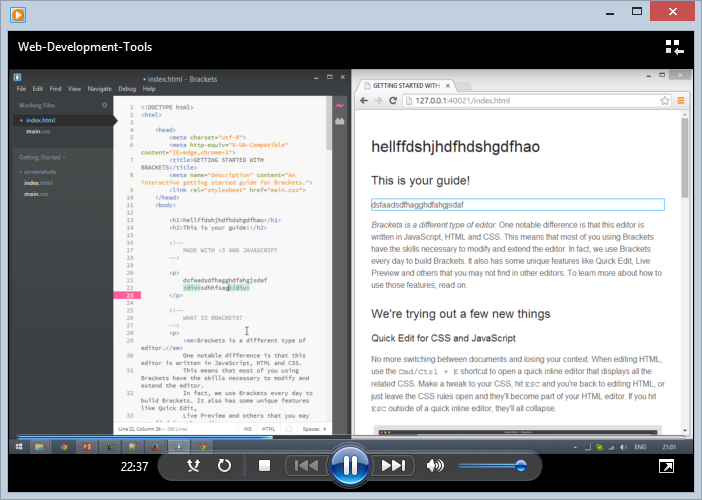 Web-Development-Tools
• index.html - Brackets
File Edit Find View Navigate Debug Help
Working Files
index.html
main.css
Getting Started
screenshots
index.html
main.css
1 <!DOCTYPE html>
2 <html>
3
4 <head>
5 <meta charset="utf-8">
6 <meta http-equiv="X-UA-Compatible"
content="IE=edge,chrome=1">
7 <title>GETTING STARTED WITH
BRACKETS</title>
8 <meta name="description" content="An
interactive getting started guide for Brackets.">
9 <link rel="stylesheet" href="main.css">
10 </head>
11 <body>
12
13 <h1>hellffdshjhdfhdshgdfhao</h1>
14 <h2>This is your guide!</h2>
15
16 <!--
17 MADE WITH <3 AND JAVASCRIPT
18 -->
19
20 <p>
21 dsfaadsdfhagghdfahgjsdaf
22 <div>sdhhfsag</div>
23 </p>
24
25 <!--
26 WHAT IS BRACKETS?
27 -->
28 <p>
29 <em>Brackets is a different type of
editor.</em>
30 One notable difference is that this
editor is written in JavaScript, HTML and CSS.
31 This means that most of you using
Brackets have the skills necessary to modify and
extend the editor.
32 In fact, we use Brackets every day to
build Brackets. It also has some unique features
like Quick Edit,
33 Live Preview and others that you may
INS HTML Spaces: 4
GETTING STARTED WITH
127.0.0.1:40021/index.html
hellffdshjhdfhdshgdfhao
This is your guide!
dsfaadsdfhagghdfahgjsdaf
Brackets is a different type of editor. One notable difference is that this editor is
written in JavaScript, HTML and CSS. This means that most of you using Brackets
have the skills necessary to modify and extend the editor. In fact, we use Brackets
every day to build Brackets. It also has some unique features like Quick Edit, Live
Preview and others that you may not find in other editors. To learn more about how to
use those features, read on.
We're trying out a few new things
Quick Edit for CSS and JavaScript
No more switching between documents and losing your context. When editing HTML,
use the Cmd/Ctrl + E shortcut to open a quick inline editor that displays all the
related CSS. Make a tweak to your CSS, hit ESC and you're back to editing HTML, or
just leave the CSS rules open and they'll become part of your HTML editor. If you hit
ESC outside of a quick inline editor, they'll all collapse.
ENG 21:01
22:37